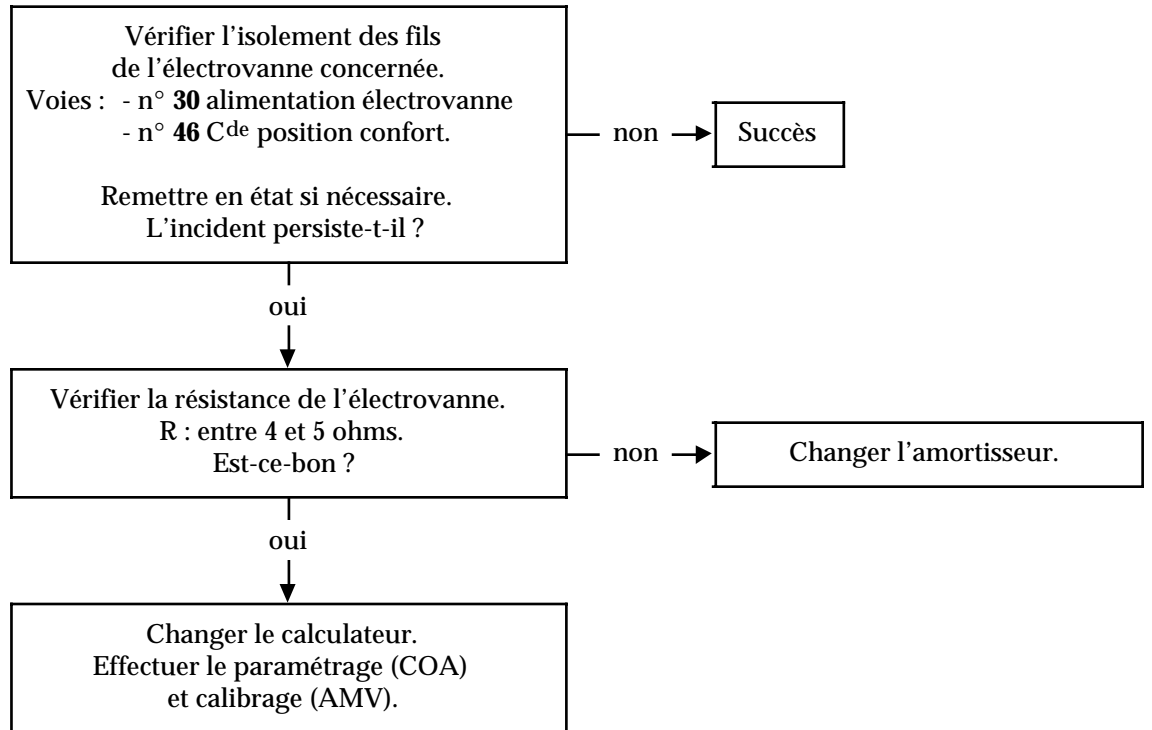 Vérifier l'isolement des fils
de l'électrovanne concernée.
Voies : - n° 30 alimentation électrovanne
- n° 46 Cde position confort.
non
Succès
Remettre en état si nécessaire.
L'incident persiste-t-il ?
oui
Vérifier la résistance de l'électrovanne.
R : entre 4 et 5 ohms.
Est-ce-bon ?
non
Changer l'amortisseur.
oui
Changer le calculateur.
Effectuer le paramétrage (COA)
et calibrage (AMV).